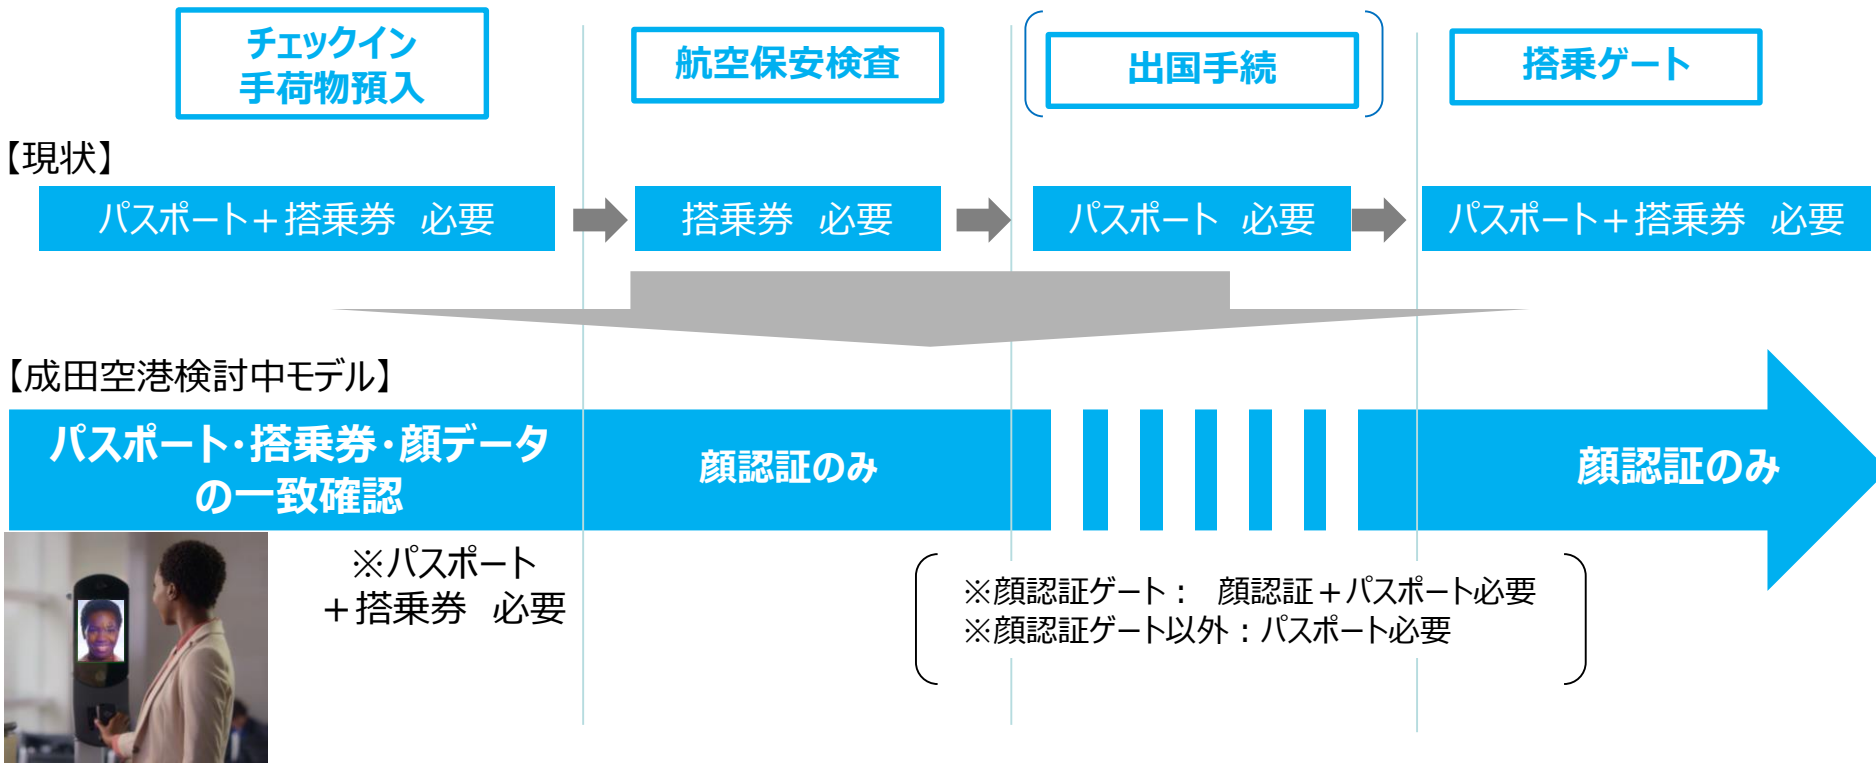 チェックイン
手荷物預入
航空保安検査
出国手続
搭乗ゲート
【現状】
パスポート+搭乗券 必要
搭乗券 必要
パスポート 必要
パスポート+搭乗券 必要
【成田空港検討中モデル】
パスポート・搭乗券・顔データ
の一致確認
顔認証のみ
顔認証のみ
※パスポート
+搭乗券 必要
※顔認証ゲート: 顔認証+パスポート必要
※顔認証ゲート以外:パスポート必要